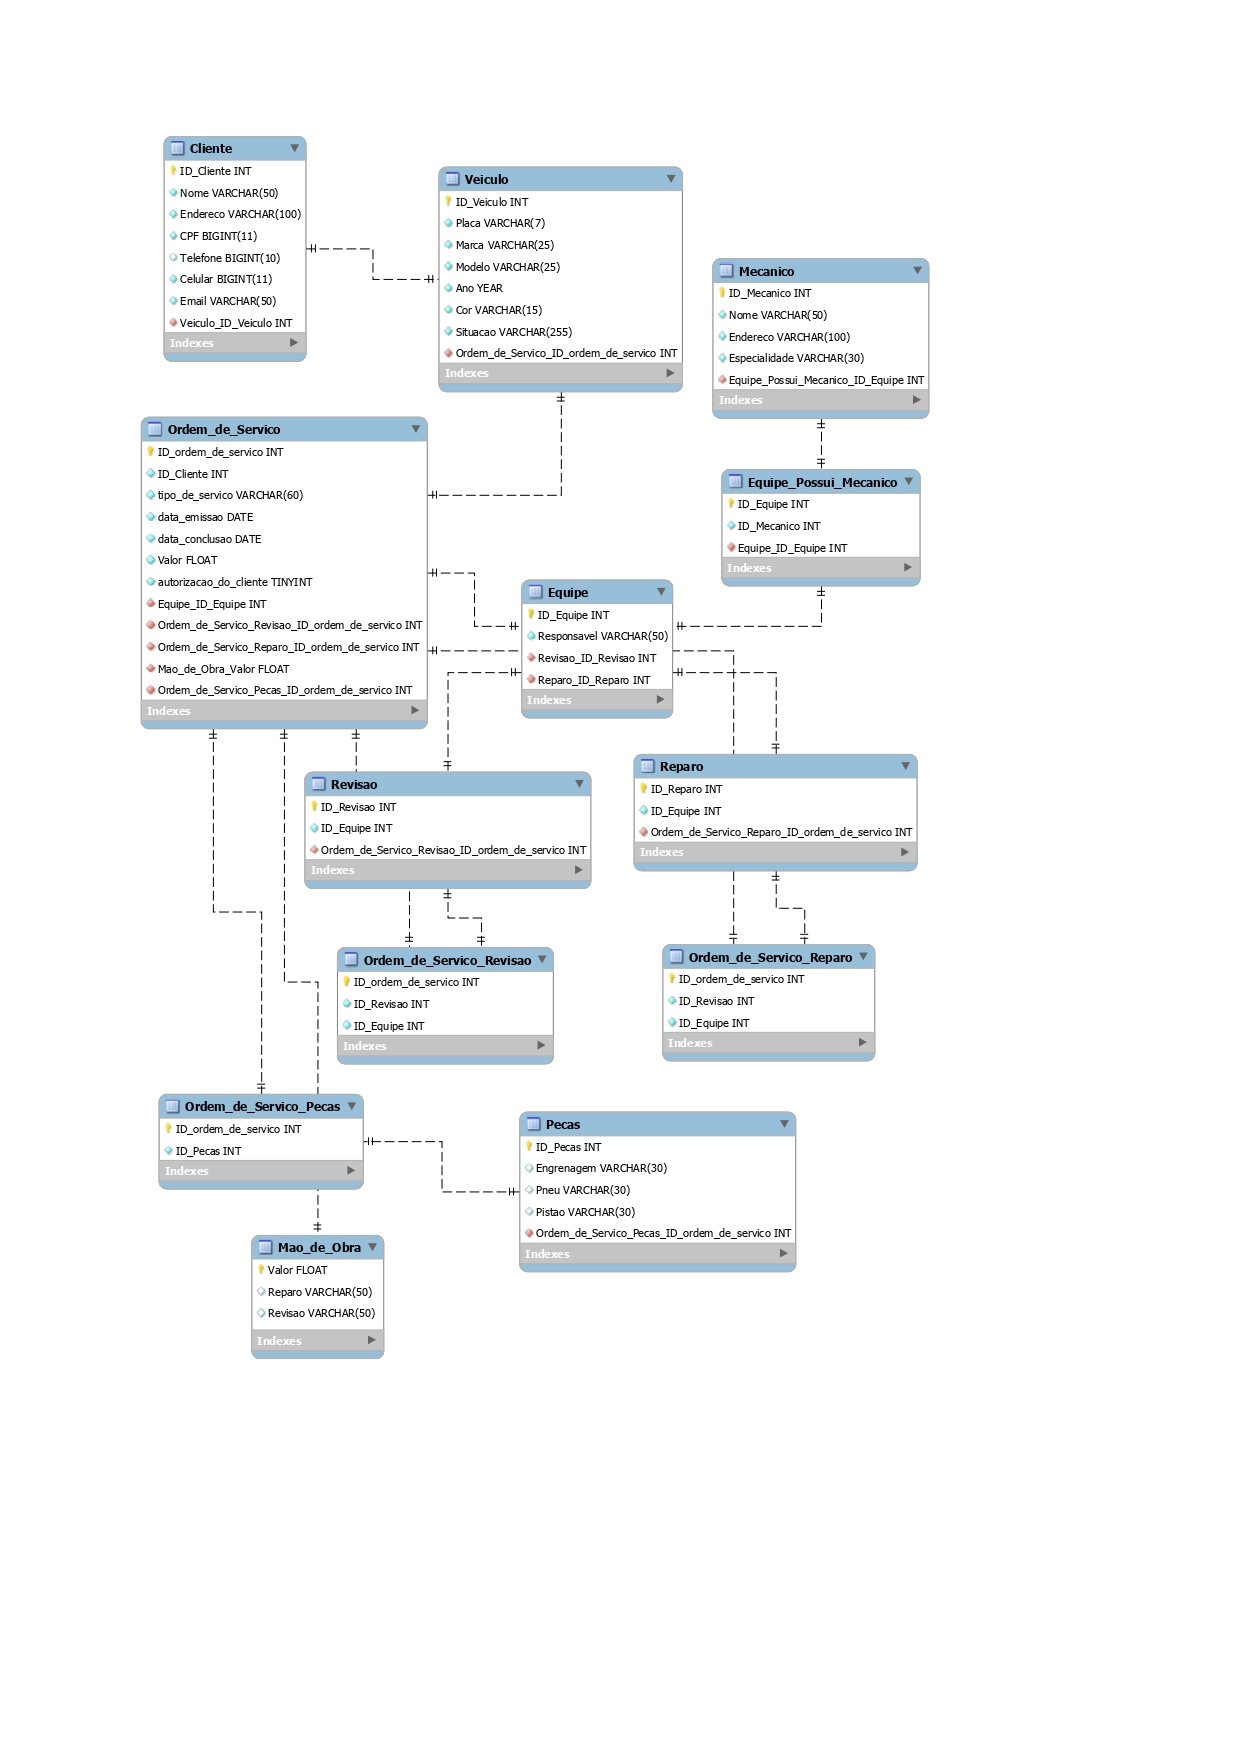 Cliente
ID_Cliente INT
Nome VARCHAR(50)
Endereco VARCHAR(100)
CPF BIGINT(11)
Telefone BIGINT(10)
Celular BIGINT(11)
Email VARCHAR(50)
Veiculo_ID_Veiculo INT
Indexes
Veiculo
ID_Veiculo INT
Placa VARCHAR(7)
Marca VARCHAR(25)
Modelo VARCHAR(25)
Ano YEAR
Cor VARCHAR(15)
Situacao VARCHAR(255)
Ordem_de_Servico_ID_ordem_de_servico INT
Indexes
Mecanico
ID_Mecanico INT
Nome VARCHAR(50)
Endereco VARCHAR(100)
Especialidade VARCHAR(30)
Equipe_Possui_Mecanico_ID_Equipe INT
Indexes
Ordem_de_Servico
ID_ordem_de_servico INT
ID_Cliente INT
tipo_de_servico VARCHAR(60)
data_emissao DATE
data_conclusao DATE
Valor FLOAT
autorizacao_do_cliente TINYINT
Equipe_ID_Equipe INT
Ordem_de_Servico_Revisao_ID_ordem_de_servico INT
Ordem_de_Servico_Reparo_ID_ordem_de_servico INT
Mao_de_Obra_Valor FLOAT
Ordem_de_Servico_Pecas_ID_ordem_de_servico INT
Indexes
Equipe_Possui_Mecanico
ID_Equipe INT
ID_Mecanico INT
Equipe_ID_Equipe INT
Indexes
Equipe
ID_Equipe INT
Responsavel VARCHAR(50)
Revisao_ID_Revisao INT
Reparo_ID_Reparo INT
Indexes
Revisao
ID_Revisao INT
ID_Equipe INT
Ordem_de_Servico_Revisao_ID_ordem_de_servico INT
Indexes
Reparo
ID_Reparo INT
ID_Equipe INT
Ordem_de_Servico_Reparo_ID_ordem_de_servico INT
Indexes
Ordem_de_Servico_Revisao
ID_ordem_de_servico INT
ID_Revisao INT
ID_Equipe INT
Indexes
Ordem_de_Servico_Reparo
ID_ordem_de_servico INT
ID_Revisao INT
ID_Equipe INT
Indexes
Ordem_de_Servico_Pecas
ID_ordem_de_servico INT
ID_Pecas INT
Indexes
Pecas
ID_Pecas INT
Engrenagem VARCHAR(30)
Pneu VARCHAR(30)
Pistao VARCHAR(30)
Ordem_de_Servico_Pecas_ID_ordem_de_servico INT
Indexes
Mao_de_Obra
Valor FLOAT
Reparo VARCHAR(50)
Revisao VARCHAR(50)
Indexes